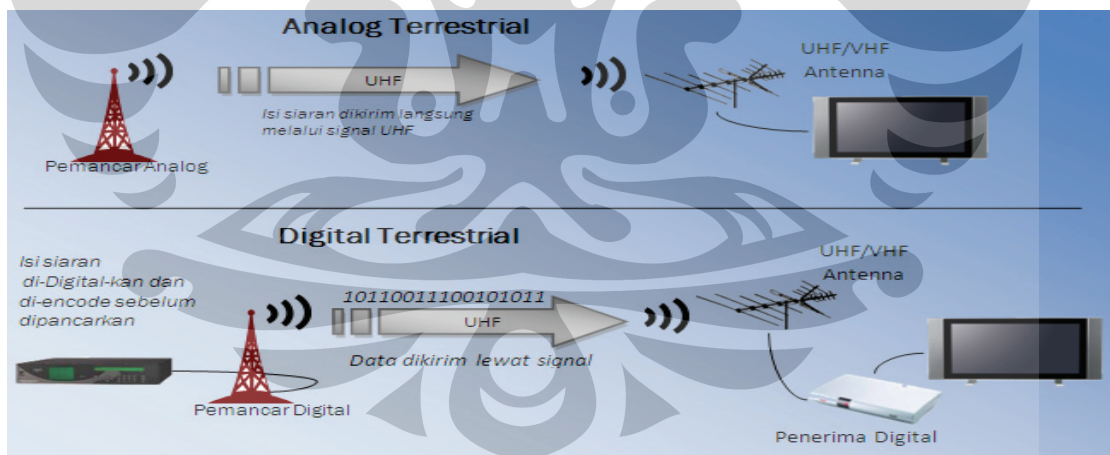 Analog Terrestrial
UHF/VHF
Antenna
UHF
Isi siaran dikirim langsung
melalui signal UHF
Pemancar Analog
Digital Terrestrial
Isi siaran
di-Digital-kan dan
di-encode sebelum
dipancarkan
UHF/VHF
Antenna
10110011100101011
UHF
Data dikirim lewat signal
Pemancar Digital
Penerima Digital